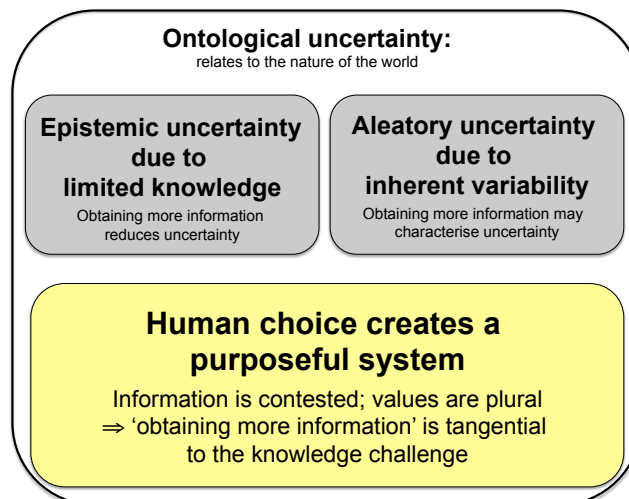 Ontological uncertainty:
relates to the nature of the world
Epistemic uncertainty
due to
limited knowledge
Obtaining more information
reduces uncertainty
Aleatory uncertainty
due to
inherent variability
Obtaining more information may
characterise uncertainty
Human choice creates a
purposeful system
Information is contested; values are plural
⇒ ‘obtaining more information’ is tangential
to the knowledge challenge